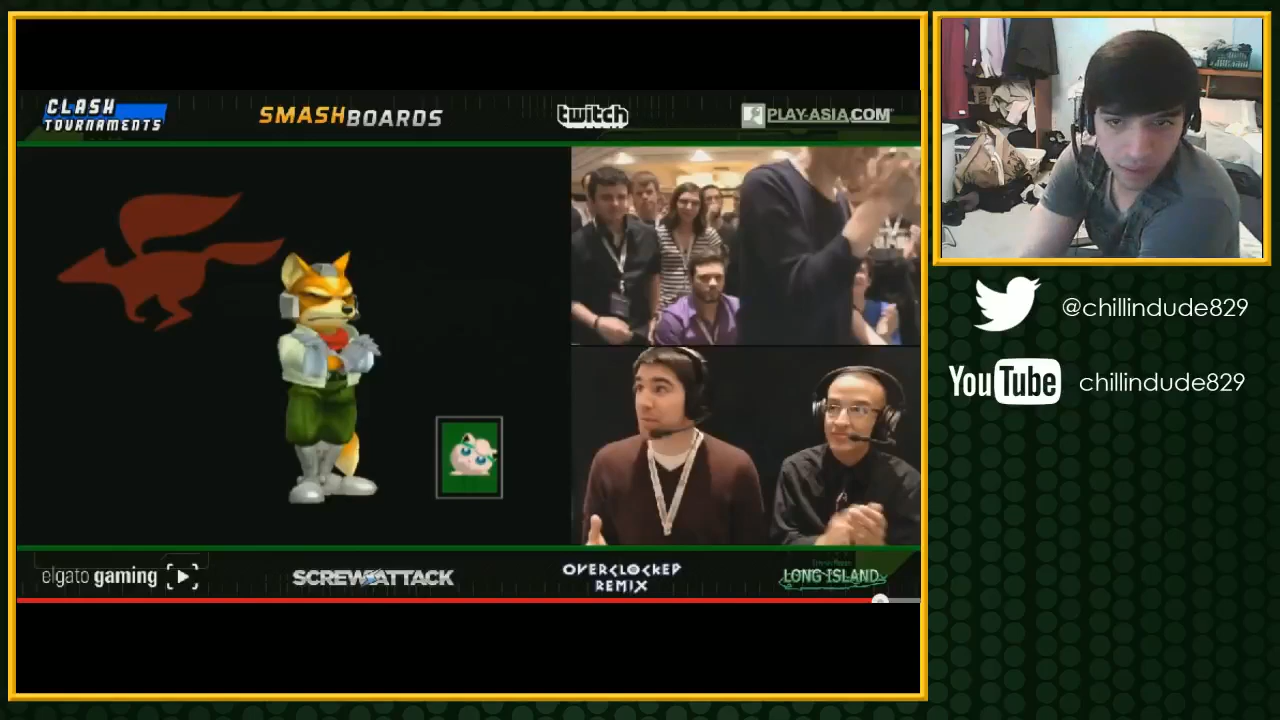 CLASH
TOURNAMENTS
SMASHBOARDS
twitch
PLAY-ASIA.COM
@chillindude829
YouTube
chillindude829
elgato gaming
SCREWATTACK
OVERCLOCKED
REMIX
LONG ISLAND